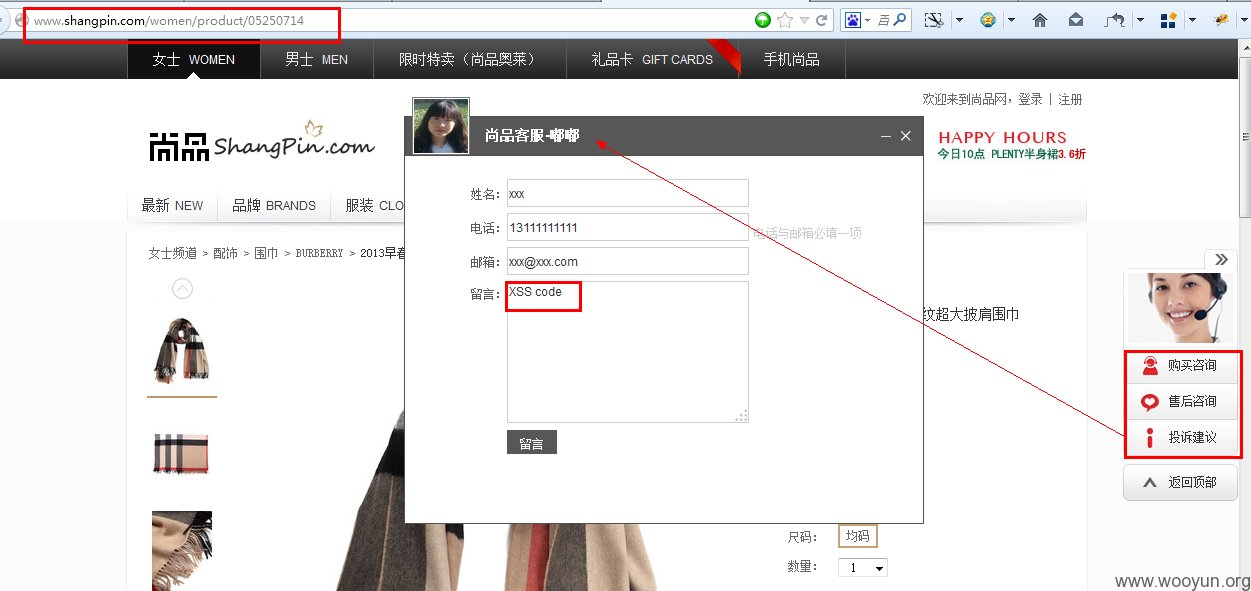 www.shangpin.com/women/product/05250714
百
女士 WOMEN
男士 MEN
限时特卖（尚品奥莱）
礼品卡 GIFT CARDS
手机尚品
欢迎来到尚品网，登录 | 注册
尚品 ShangPin.com
尚品客服-嘟嘟
HAPPY HOURS
今日10点 PLENTY半身裙3.6折
最新 NEW
品牌 BRANDS
服装 CLO
姓名： xxx
电话： 13111111111
电话与邮箱必填一项
邮箱： xxx@xxx.com
留言： XSS code
女士频道 > 配饰 > 围巾 > BURBERRY > 2013早春
纹超大披肩围巾
购买咨询
售后咨询
投诉建议
留言
返回顶部
尺码： 均码
数量： 1
www.wooyun.org